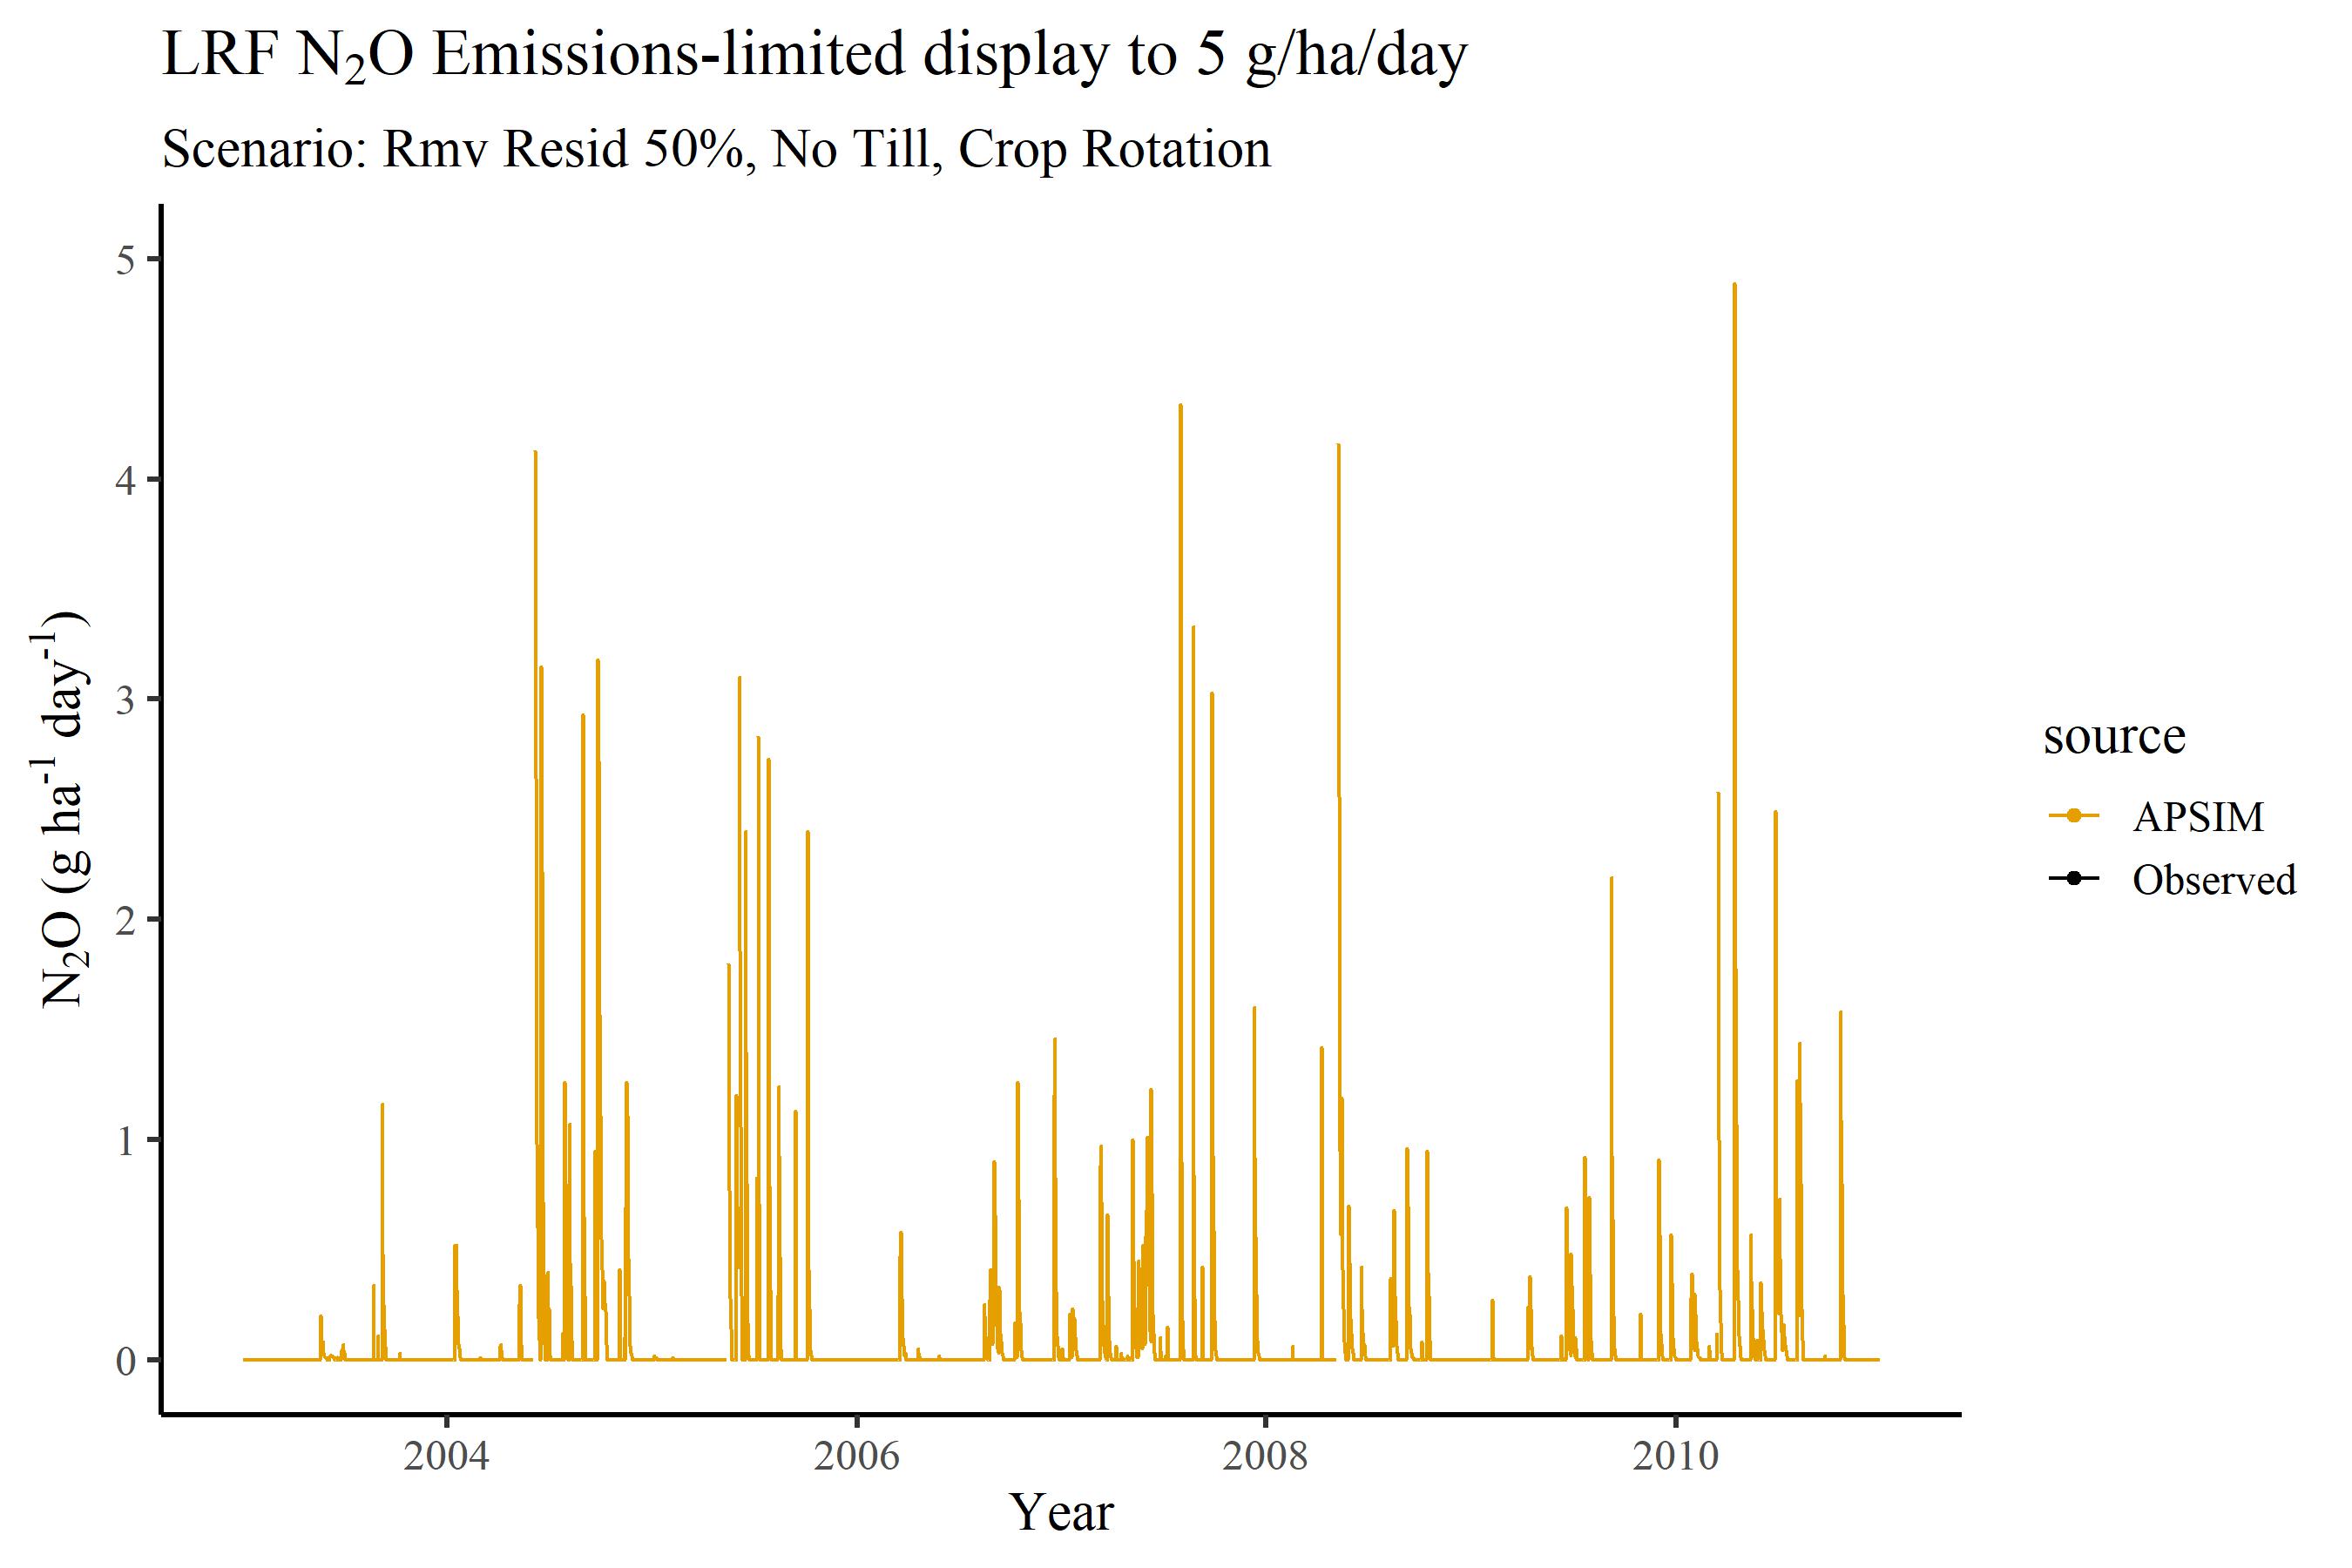 LRF N₂O Emissions-limited display to 5 g/ha/day
Scenario: Rmv Resid 50%, No Till, Crop Rotation
N₂O (g ha⁻¹ day⁻¹)
5
4
3
2
1
0
2004
2006
2008
2010
Year
source
APSIM
Observed